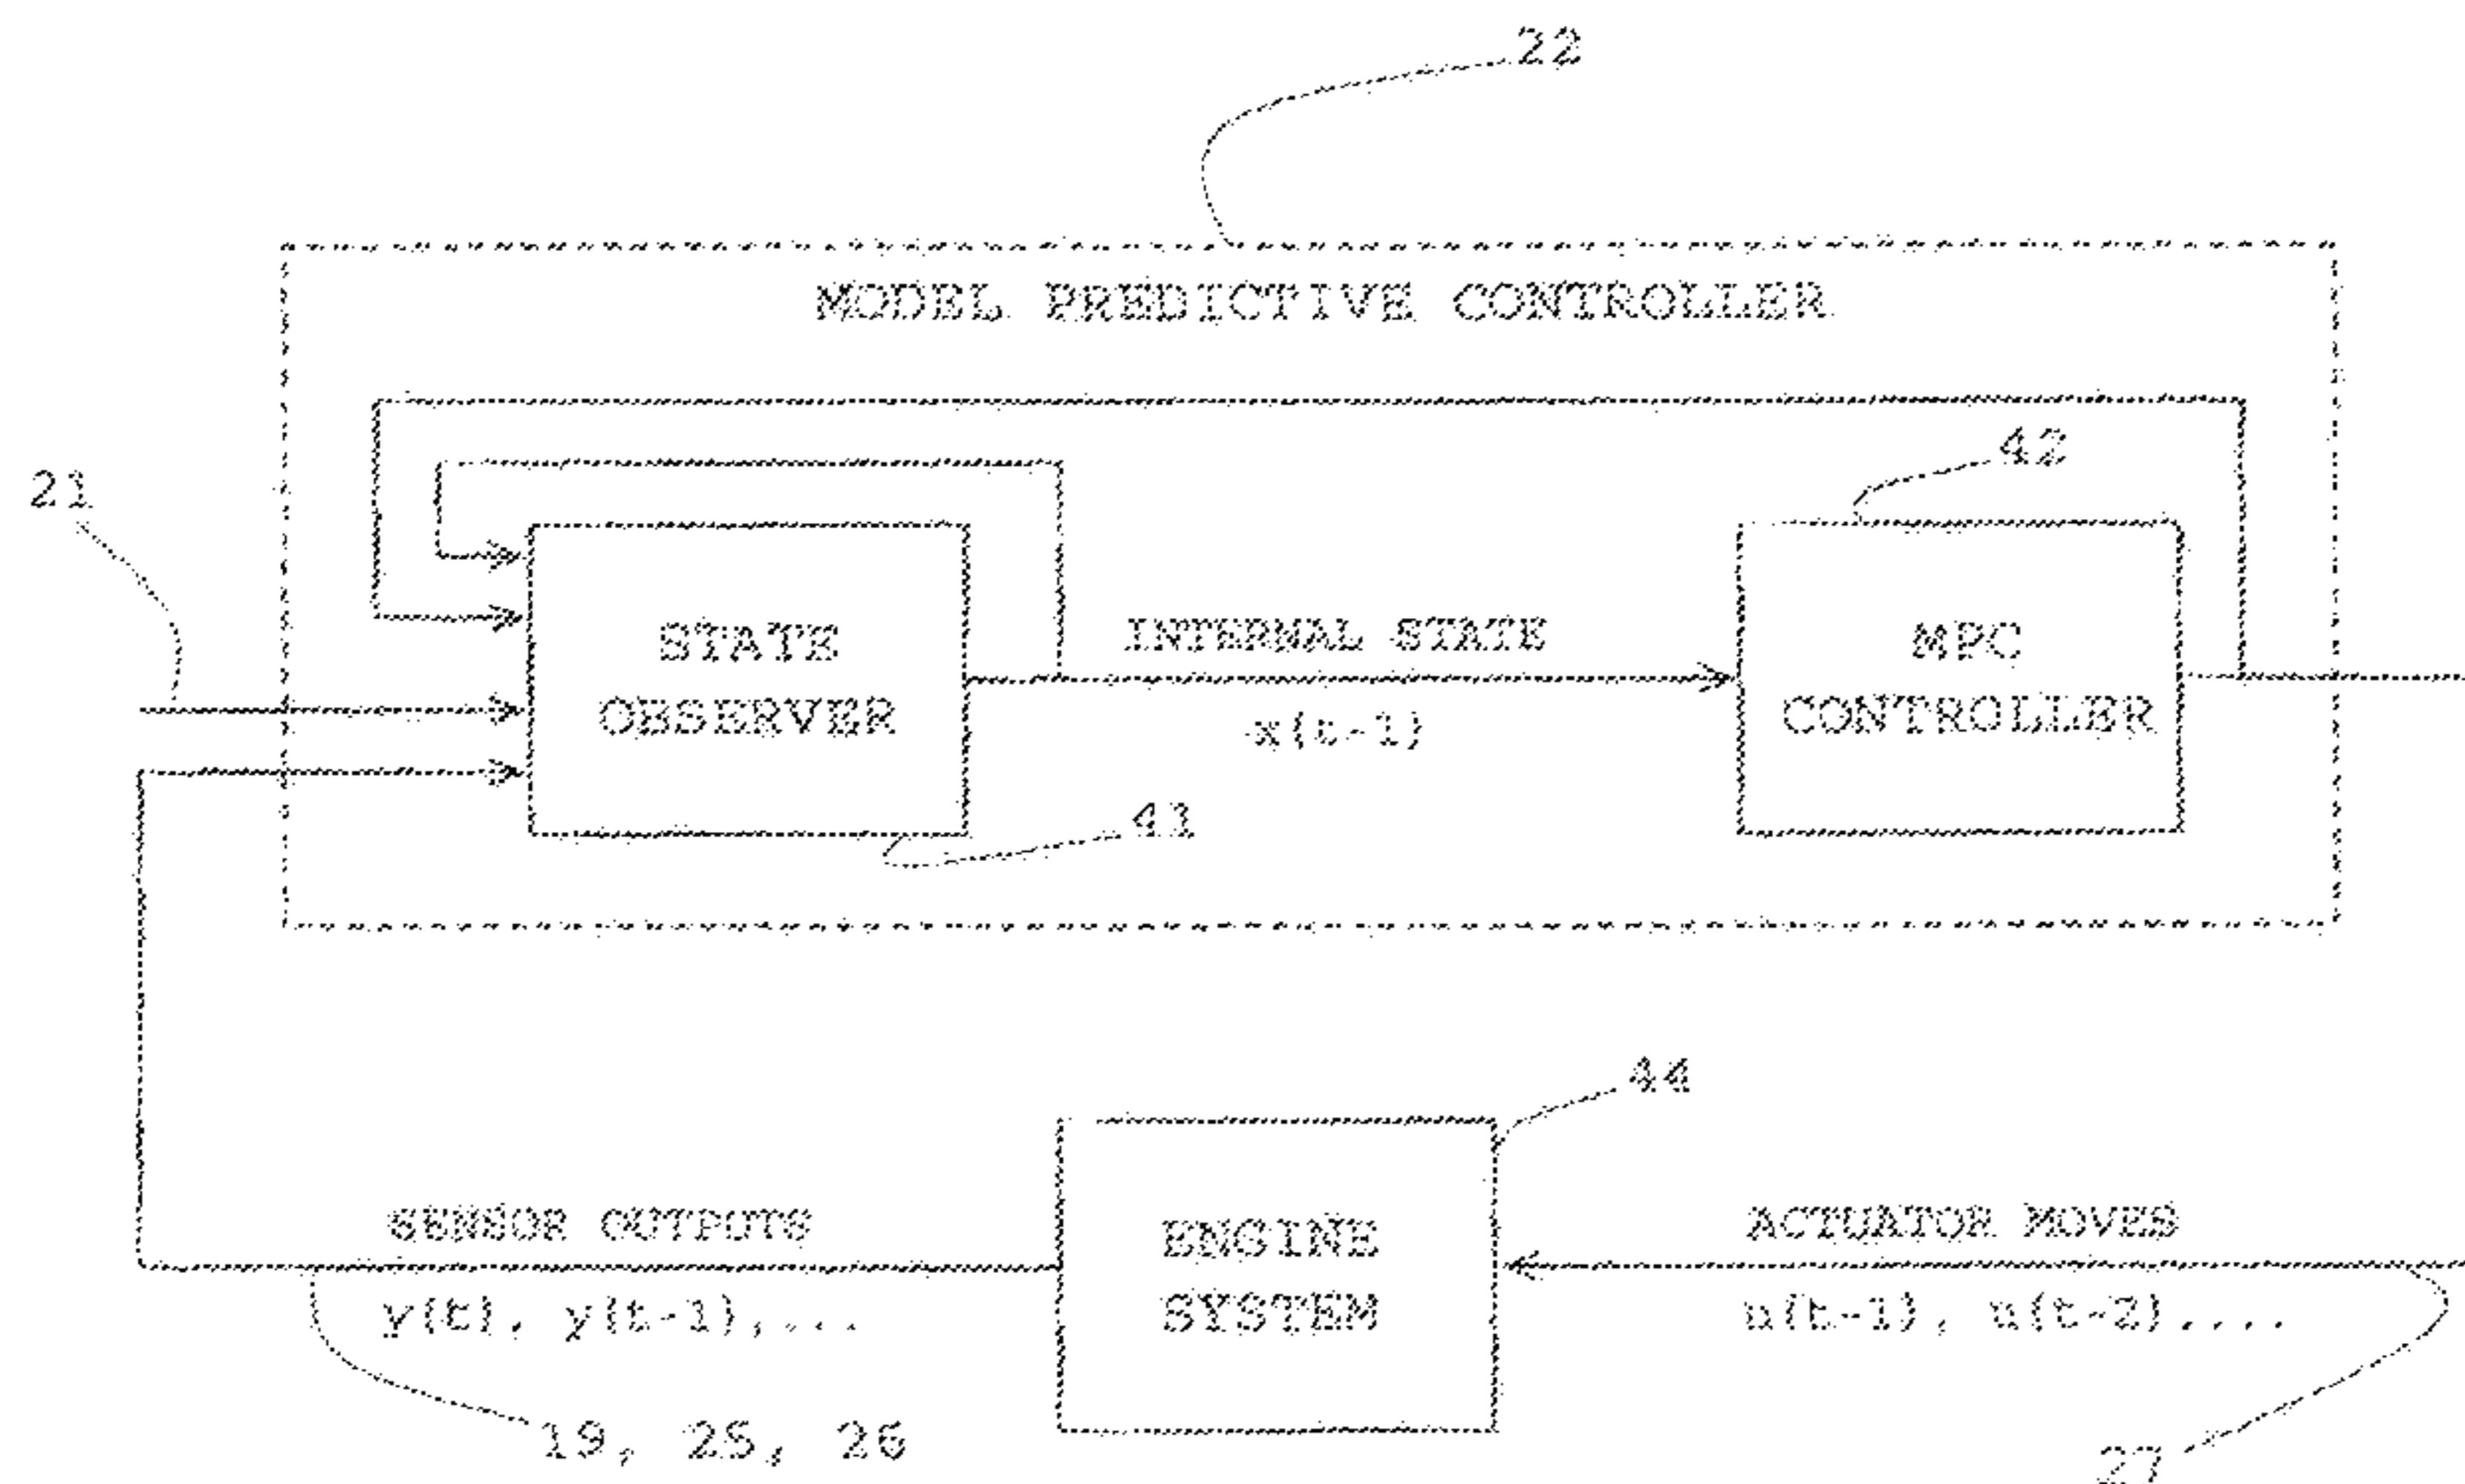 22
MODEL PREDICTIVE CONTROLLER
42
21
STATE
OBSERVER
INTERNAL STATE
x(t-1)
MPC
CONTROLLER
41
44
SENSOR OUTPUTS
y(t), y(t-1),...
ENGINE
SYSTEM
ACTUATOR MOVES
u(t-1), u(t-2),...
19, 25, 26
27